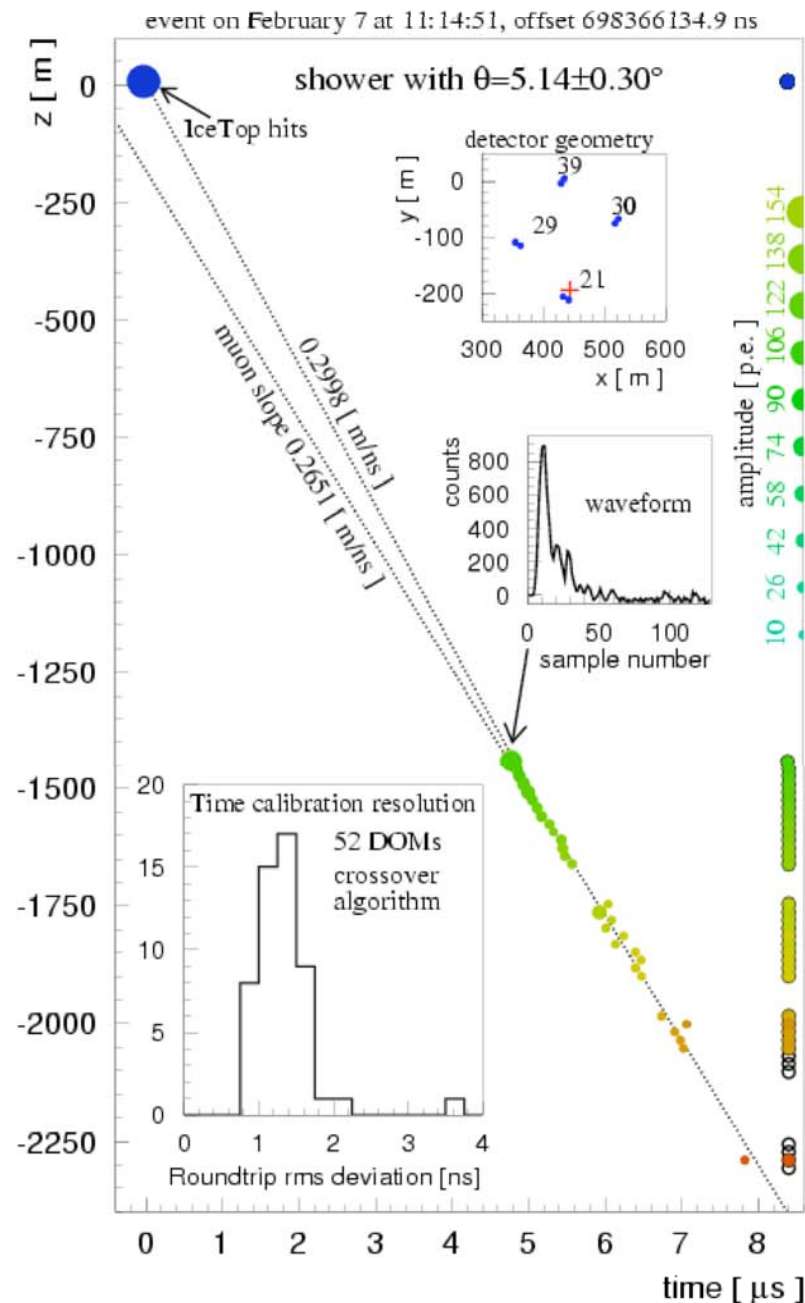 event on February 7 at 11:14:51, offset 698366134.9 ns
z [ m ]
0
-250
-500
-750
-1000
-1250
-1500
-1750
-2000
-2250
shower with θ=5.14±0.30°
IceTop hits
detector geometry
y [ m ]
0
-100
-200
39
30
29
21
300 400 500 600
x [ m ]
0.2998 [ m/ns ]
muon slope 0.2651 [ m/ns ]
amplitude [ p.e. ]
154
138
122
106
90
74
58
42
26
10
counts
800
600
400
200
0
waveform
0 50 100
sample number
20
15
10
5
0
Time calibration resolution
52 DOMs
crossover
algorithm
0 1 2 3 4
Roundtrip rms deviation [ns]
0 1 2 3 4 5 6 7 8
time [ μs ]